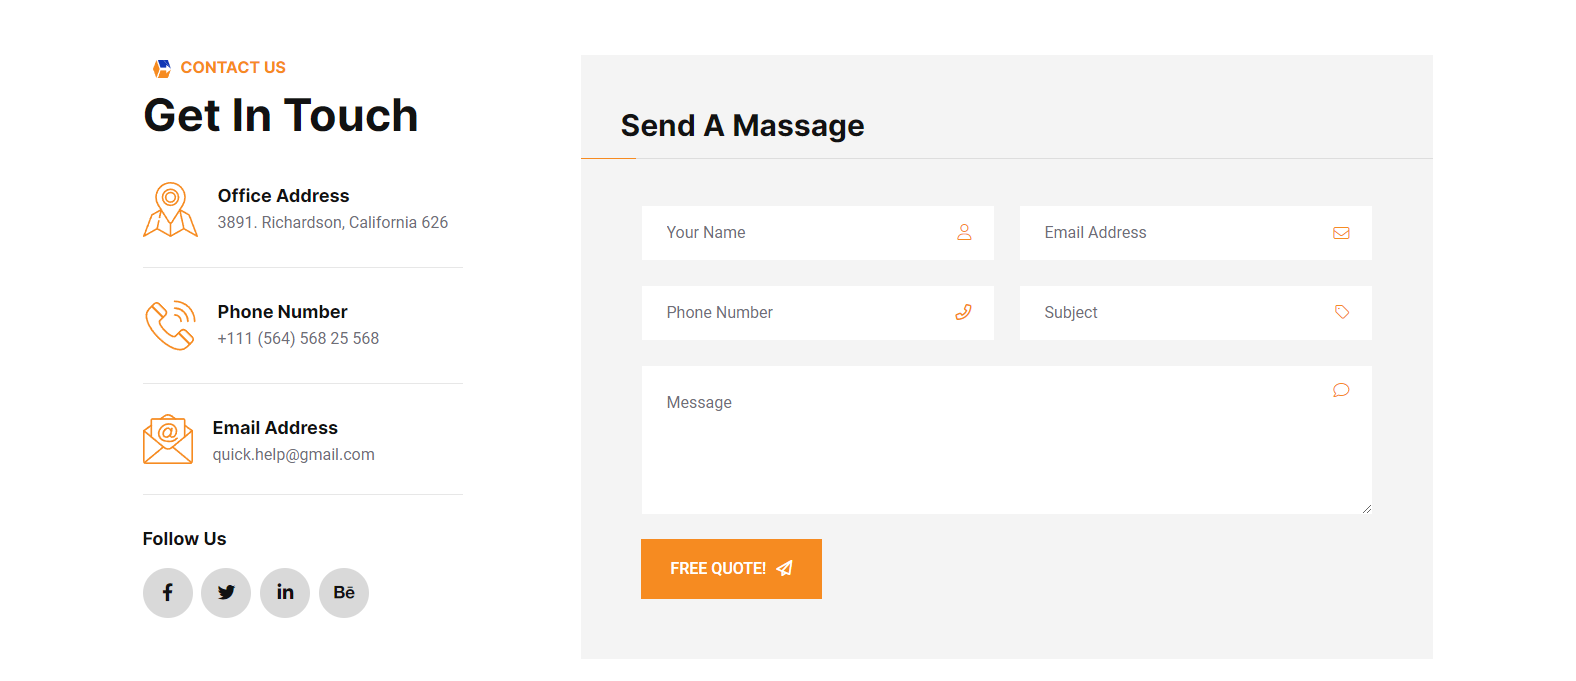 CONTACT US
Get In Touch
Office Address
3891. Richardson, California 626
Phone Number
+111 (564) 568 25 568
@
Email Address
quick.help@gmail.com
Follow Us
f
in
Bē
Send A Massage
Your Name
Email Address
Phone Number
Subject
Message
FREE QUOTE!